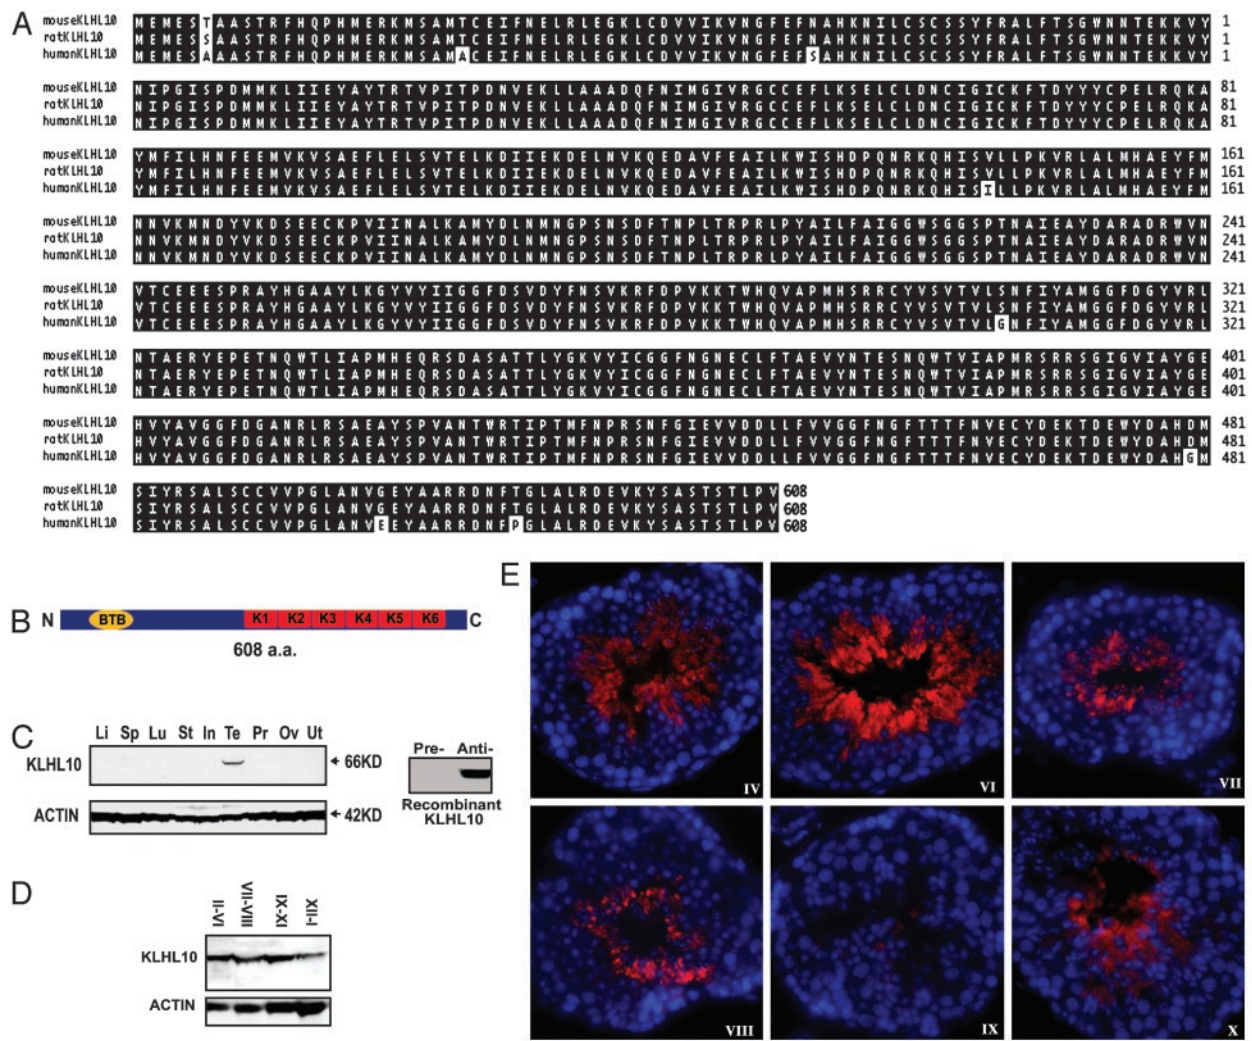 A
mouseKLHL10 MEMESTAASTRFHQPHMERKMSAMTCEIFNELRLEGKLCDVVIKVNGFEFNAHKNILCSCSSYFRALFTSGWNNTEKKVY 1
ratKLHL10 MEMESSAASTRFHQPHMERKMSAMTCEIFNELRLEGKLCDVVIKVNGFEFNAHKNILCSCSSYFRALFTSGWNNTEKKVY 1
humanKLHL10 MEMESAAASTRFHQPHMERKMSAMACEIFNELRLEGKLCDVVIKVNGFEFSAHKNILCSCSSYFRALFTSGWNNTEKKVY 1
mouseKLHL10 NIPGISPDMMKLIIEYAYTRTVPITPDNVEKLLAAADQFNIMGIVRGCCEFLKSELCLDNCIGICKFTDYYYCPELRQKA 81
ratKLHL10 NIPGISPDMMKLIIEYAYTRTVPITPDNVEKLLAAADQFNIMGIVRGCCEFLKSELCLDNCIGICKFTDYYYCPELRQKA 81
humanKLHL10 NIPGISPDMMKLIIEYAYTRTVPITPDNVEKLLAAADQFNIMGIVRGCCEFLKSELCLDNCIGICKFTDYYYCPELRQKA 81
mouseKLHL10 YMFILHNFEEMVKVSAEFLELSVTELKDIIEKDELNVKQEDAVFEAILKWISHDPQNRKQHISVLLPKVRLALMHAEYFM 161
ratKLHL10 YMFILHNFEEMVKVSAEFLELSVTELKDIIEKDELNVKQEDAVFEAILKWISHDPQNRKQHISVLLPKVRLALMHAEYFM 161
humanKLHL10 YMFILHNFEEMVKVSAEFLELSVTELKDIIEKDELNVKQEDAVFEAILKWISHDPQNRKQHISILLPKVRLALMHAEYFM 161
mouseKLHL10 NNVKMNDYVKDSEECKPVIINALKAMYDLNMNGPSNSDFTNPLTRPRLPYAILFAIGGWSGGSPTNAIEAYDARADRWVN 241
ratKLHL10 NNVKMNDYVKDSEECKPVIINALKAMYDLNMNGPSNSDFTNPLTRPRLPYAILFAIGGWSGGSPTNAIEAYDARADRWVN 241
humanKLHL10 NNVKMNDYVKDSEECKPVIINALKAMYDLNMNGPSNSDFTNPLTRPRLPYAILFAIGGWSGGSPTNAIEAYDARADRWVN 241
mouseKLHL10 VTCEEESPRAYHGAAYLKGYVYIIGGFDSVDYFNSVKRFDPVKKTWHQVAPMHSRRCYVSVTVLSNFIYAMGGFDGYVRL 321
ratKLHL10 VTCEEESPRAYHGAAYLKGYVYIIGGFDSVDYFNSVKRFDPVKKTWHQVAPMHSRRCYVSVTVLSNFIYAMGGFDGYVRL 321
humanKLHL10 VTCEEESPRAYHGAAYLKGYVYIIGGFDSVDYFNSVKRFDPVKKTWHQVAPMHSRRCYVSVTVLGNFIYAMGGFDGYVRL 321
mouseKLHL10 NTAERYEPETNQWTLIAPMHEQRSDASATTLYGKVYICGGFNGNECLFTAEVYNTESNQWTVIAPMRSRRSGIGVIAYGE 401
ratKLHL10 NTAERYEPETNQWTLIAPMHEQRSDASATTLYGKVYICGGFNGNECLFTAEVYNTESNQWTVIAPMRSRRSGIGVIAYGE 401
humanKLHL10 NTAERYEPETNQWTLIAPMHEQRSDASATTLYGKVYICGGFNGNECLFTAEVYNTESNQWTVIAPMRSRRSGIGVIAYGE 401
mouseKLHL10 HVYAVGGFDGANRLRSAEAYSPVANTWRTIPTMFNPRSNFGIEVVDDLLFVVGGFNGFTTTFNVECYDEKTDEWYDAHDM 481
ratKLHL10 HVYAVGGFDGANRLRSAEAYSPVANTWRTIPTMFNPRSNFGIEVVDDLLFVVGGFNGFTTTFNVECYDEKTDEWYDAHDM 481
humanKLHL10 HVYAVGGFDGANRLRSAEAYSPVANTWRTIPTMFNPRSNFGIEVVDDLLFVVGGFNGFTTTFNVECYDEKTDEWYDAHGM 481
mouseKLHL10 SIYRSALSCCVVPGLANVGEYAARRDNFTGLALRDEVKYSASTSTLPV 608
ratKLHL10 SIYRSALSCCVVPGLANVGEYAARRDNFTGLALRDEVKYSASTSTLPV 608
humanKLHL10 SIYRSALSCCVVPGLANVEEYAARRDNFPGLALRDEVKYSASTSTLPV 608
B
N BTB K1 K2 K3 K4 K5 K6 C
608 a.a.
C
Li Sp Lu St In Te Pr Ov Ut
KLHL10 66KD
ACTIN 42KD
Pre- Anti-
Recombinant
KLHL10
D
II-VI VII-VIII IX-XI XII-I
KLHL10
ACTIN
E
IV VI VII
VIII IX X